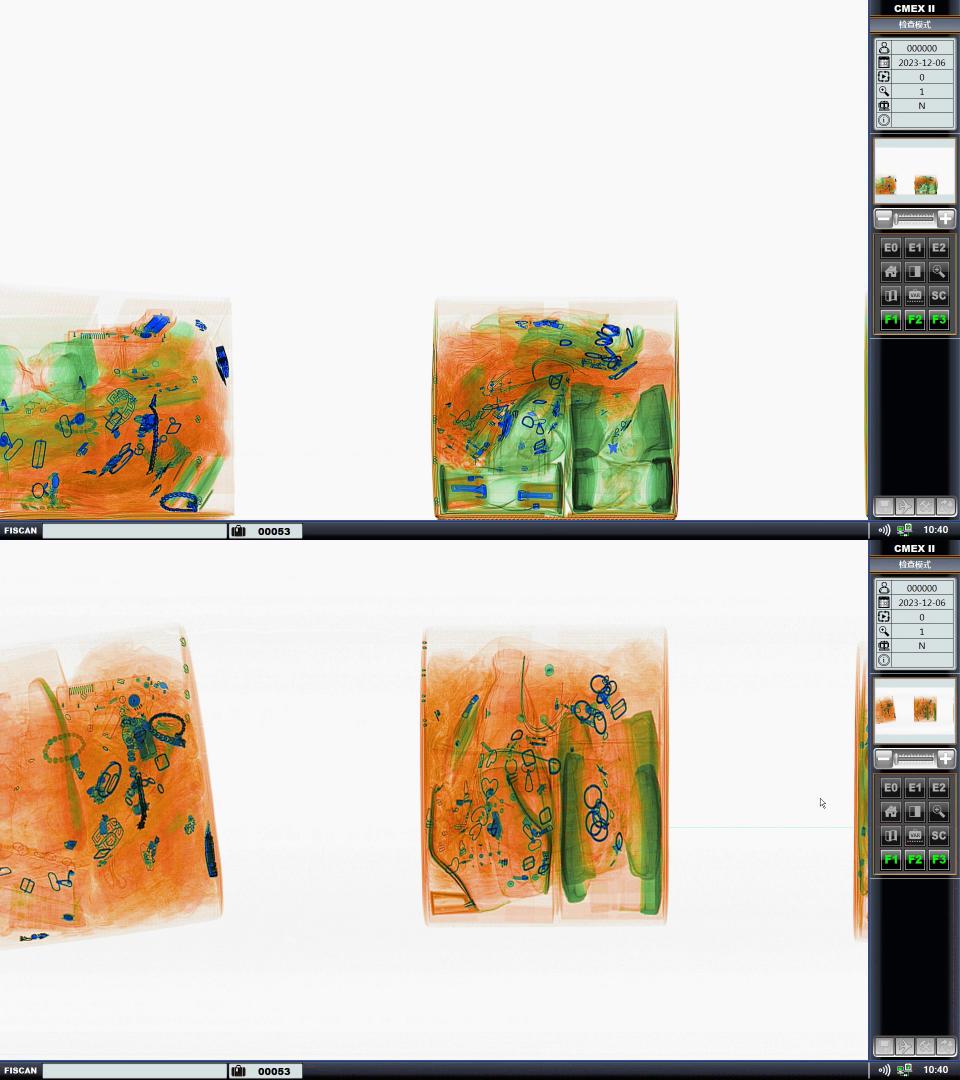 CMEX II
检查模式
000000
2023-12-06
0
1
N
E0 E1 E2
VAR SC
F1 F2 F3
FISCAN 00053 10:40
CMEX II
检查模式
000000
2023-12-06
0
1
N
E0 E1 E2
VAR SC
F1 F2 F3
FISCAN 00053 10:40